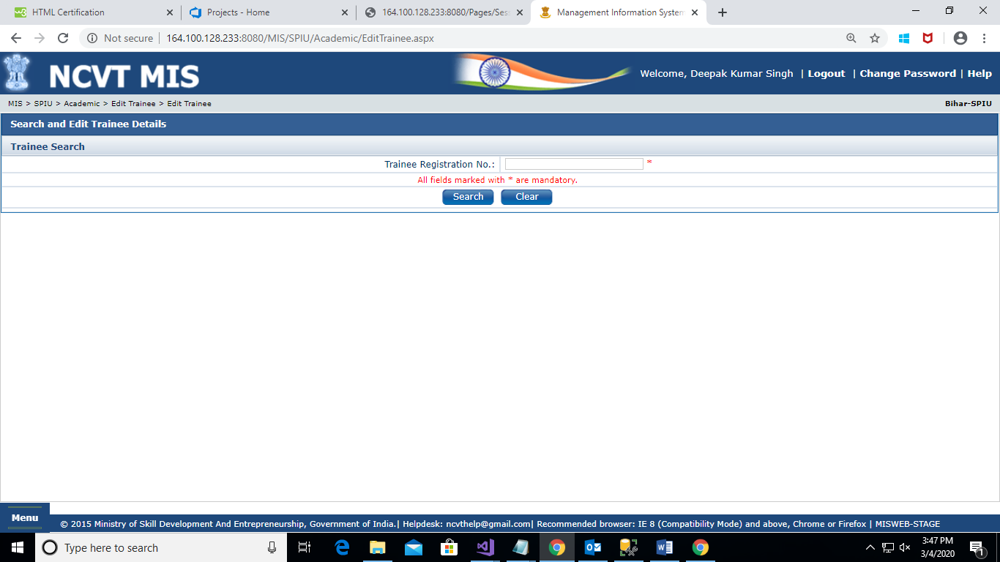 HTML Certification
Projects - Home
164.100.128.233:8080/Pages/Ses
Management Information System
Not secure | 164.100.128.233:8080/MIS/SPIU/Academic/EditTrainee.aspx
NCVT MIS
Welcome, Deepak Kumar Singh | Logout | Change Password | Help
MIS > SPIU > Academic > Edit Trainee > Edit Trainee
Bihar-SPIU
Search and Edit Trainee Details
Trainee Search
Trainee Registration No.: *
All fields marked with * are mandatory.
Search Clear
Menu
© 2015 Ministry of Skill Development And Entrepreneurship, Government of India.| Helpdesk: ncvthelp@gmail.com| Recommended browser: IE 8 (Compatibility Mode) and above, Chrome or Firefox | MISWEB-STAGE
Type here to search
3:47 PM
3/4/2020
1